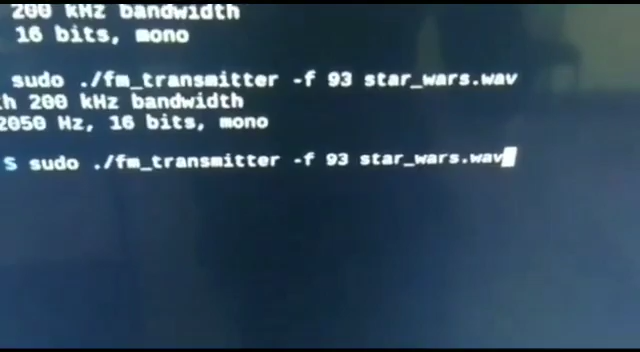 200 kHz bandwidth
16 bits, mono
sudo ./fm_transmitter -f 93 star_wars.wav
200 kHz bandwidth
2050 Hz, 16 bits, mono
$ sudo ./fm_transmitter -f 93 star_wars.wav